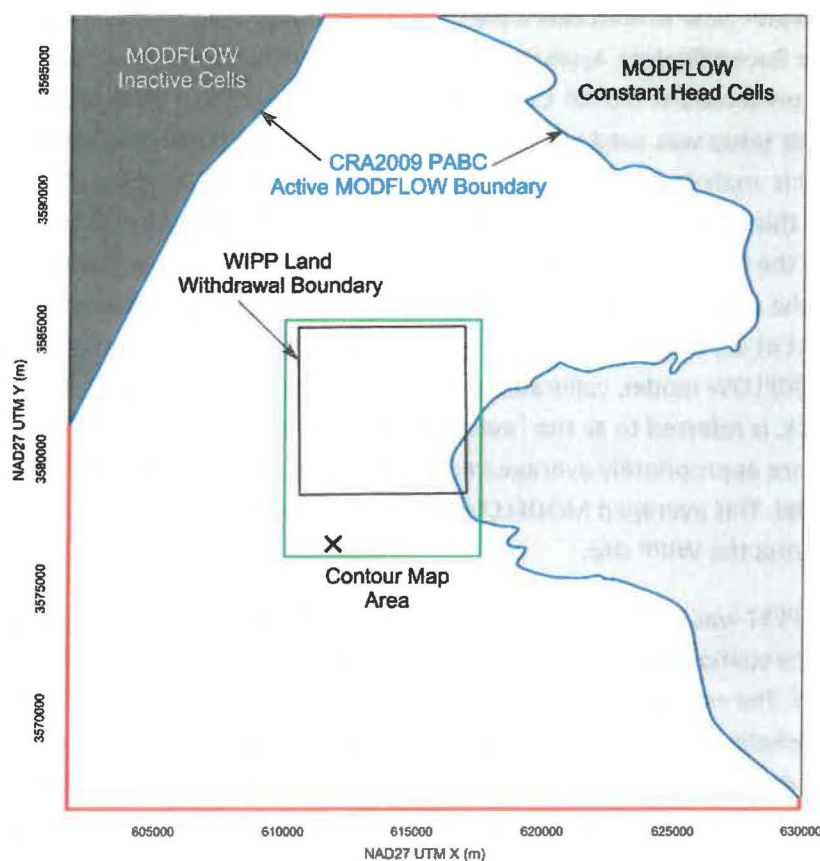 MODFLOW
Inactive Cells
MODFLOW
Constant Head Cells
CRA2009 PABC
Active MODFLOW Boundary
WIPP Land
Withdrawal Boundary
Contour Map
Area
NAD27 UTM Y (m)
3595000
3590000
3585000
3580000
3575000
3570000
605000 610000 615000 620000 625000 630000
NAD27 UTM X (m)